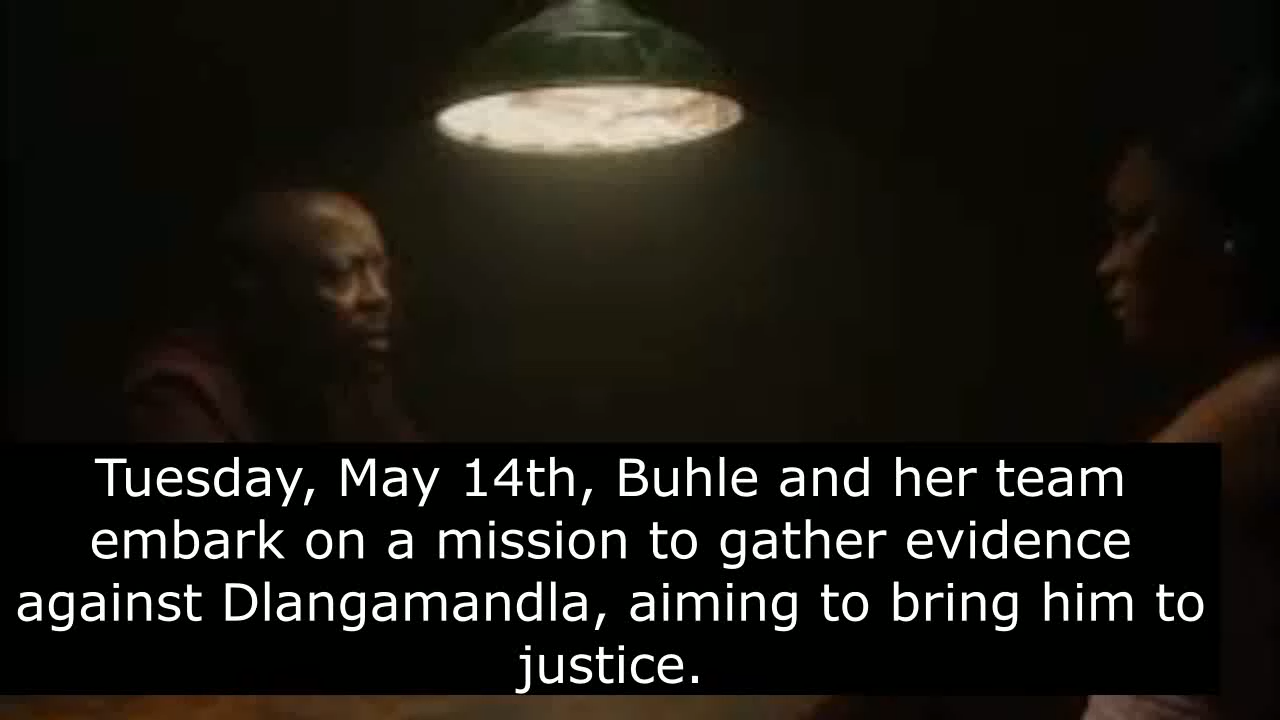 Tuesday, May 14th, Buhle and her team
embark on a mission to gather evidence
against Dlangamandla, aiming to bring him to
justice.